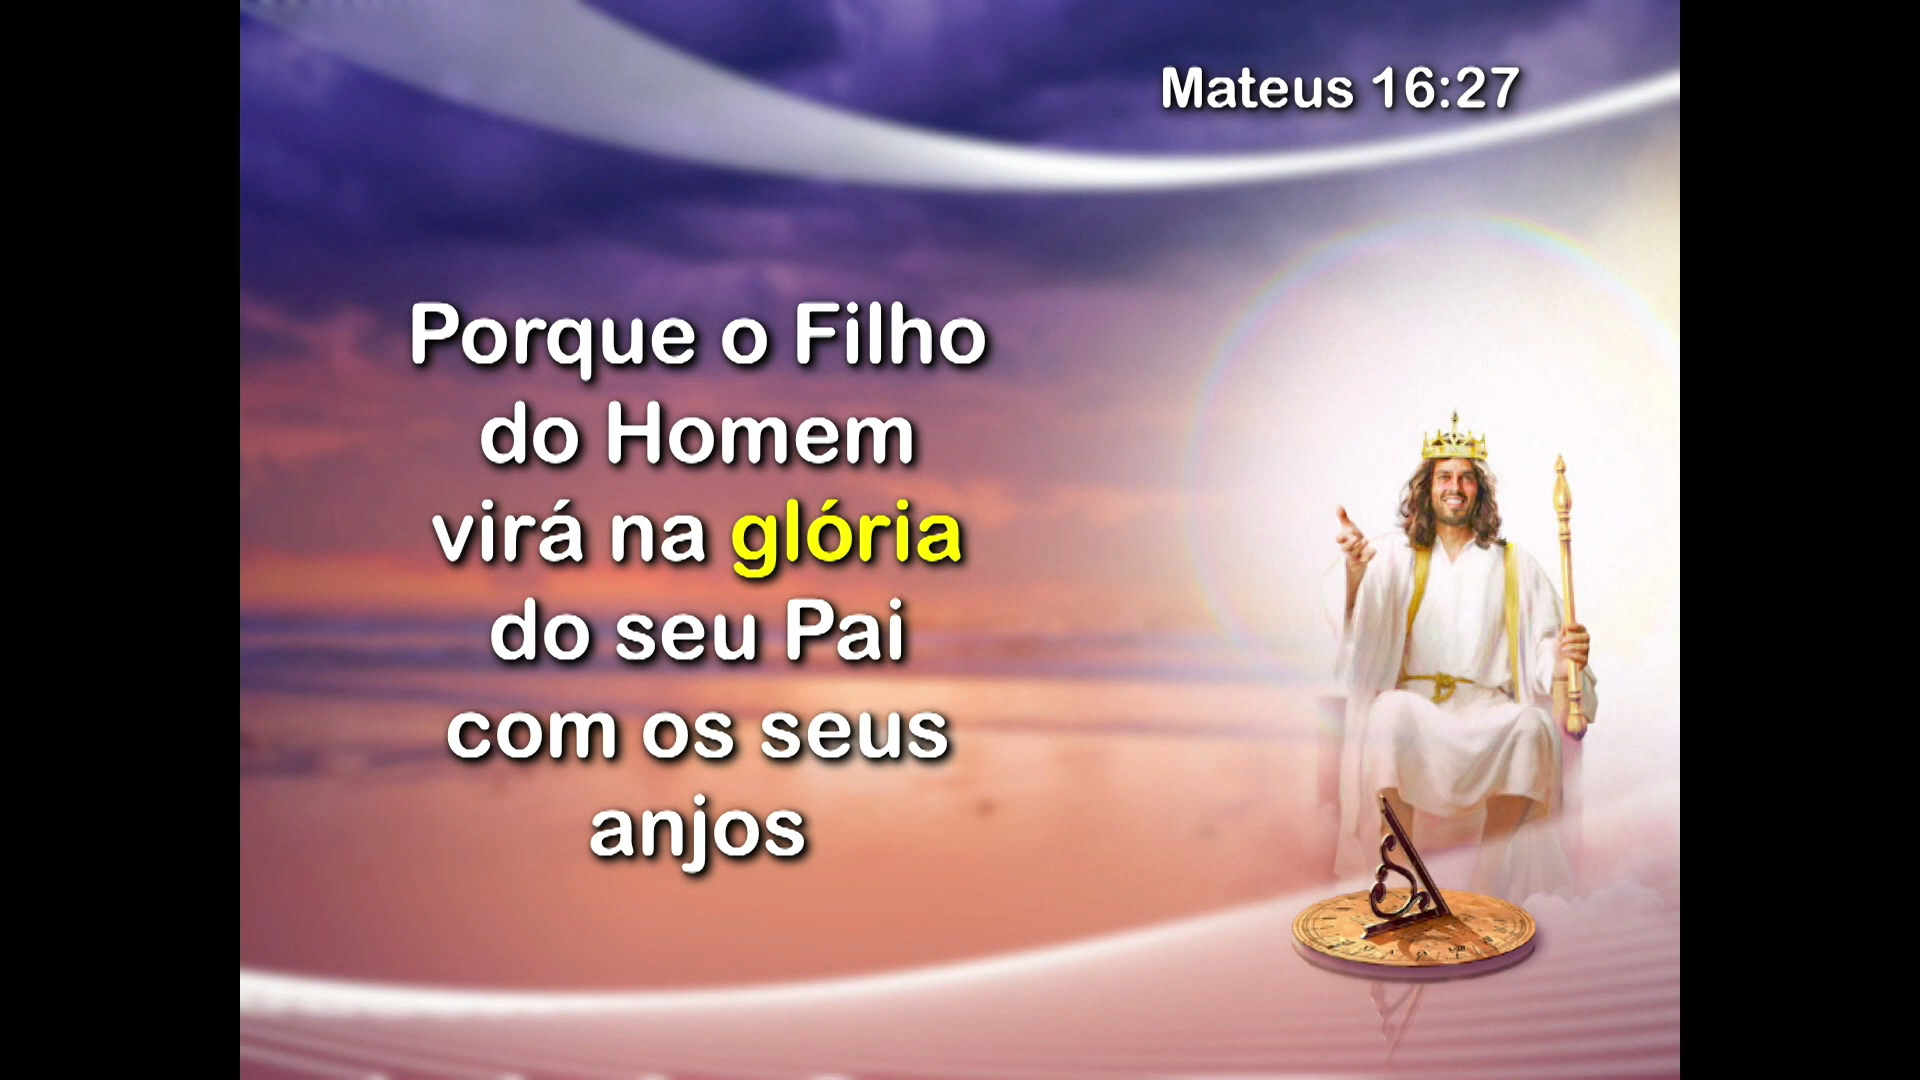 Mateus 16:27
Porque o Filho
do Homem
virá na glória
do seu Pai
com os seus
anjos